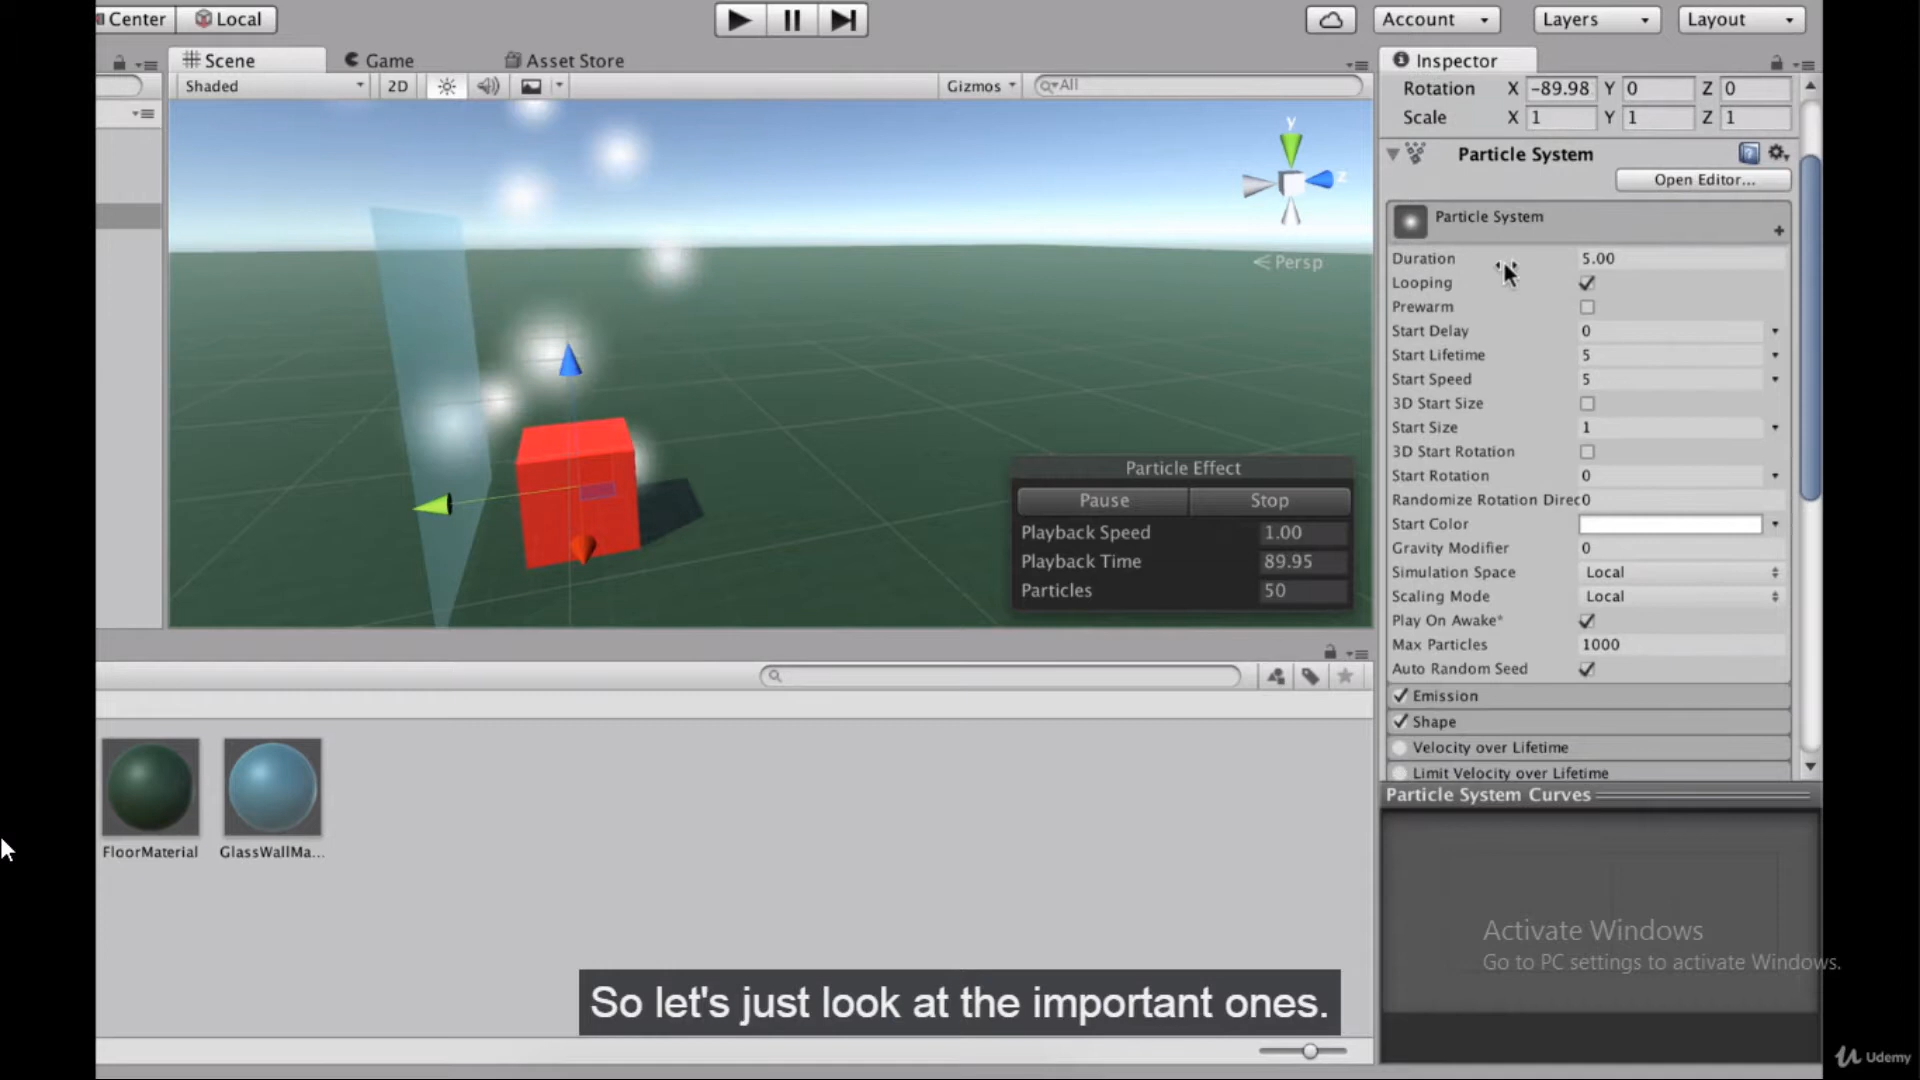 Center Local
Account Layers Layout
Scene Game Asset Store
Inspector
Shaded 2D Gizmos All
Rotation X -89.98 Y 0 Z 0
Scale X 1 Y 1 Z 1
y
z
Persp
Particle System
Open Editor...
Particle System
Duration 5.00
Looping
Prewarm
Start Delay 0
Start Lifetime 5
Start Speed 5
3D Start Size
Start Size 1
3D Start Rotation
Start Rotation 0
Randomize Rotation Direc 0
Start Color
Gravity Modifier 0
Simulation Space Local
Scaling Mode Local
Play On Awake*
Max Particles 1000
Auto Random Seed
Emission
Shape
Velocity over Lifetime
Limit Velocity over Lifetime
Particle System Curves
Particle Effect
Pause Stop
Playback Speed 1.00
Playback Time 89.95
Particles 50
FloorMaterial GlassWallMa...
Activate Windows
Go to PC settings to activate Windows.
So let's just look at the important ones.
Udemy